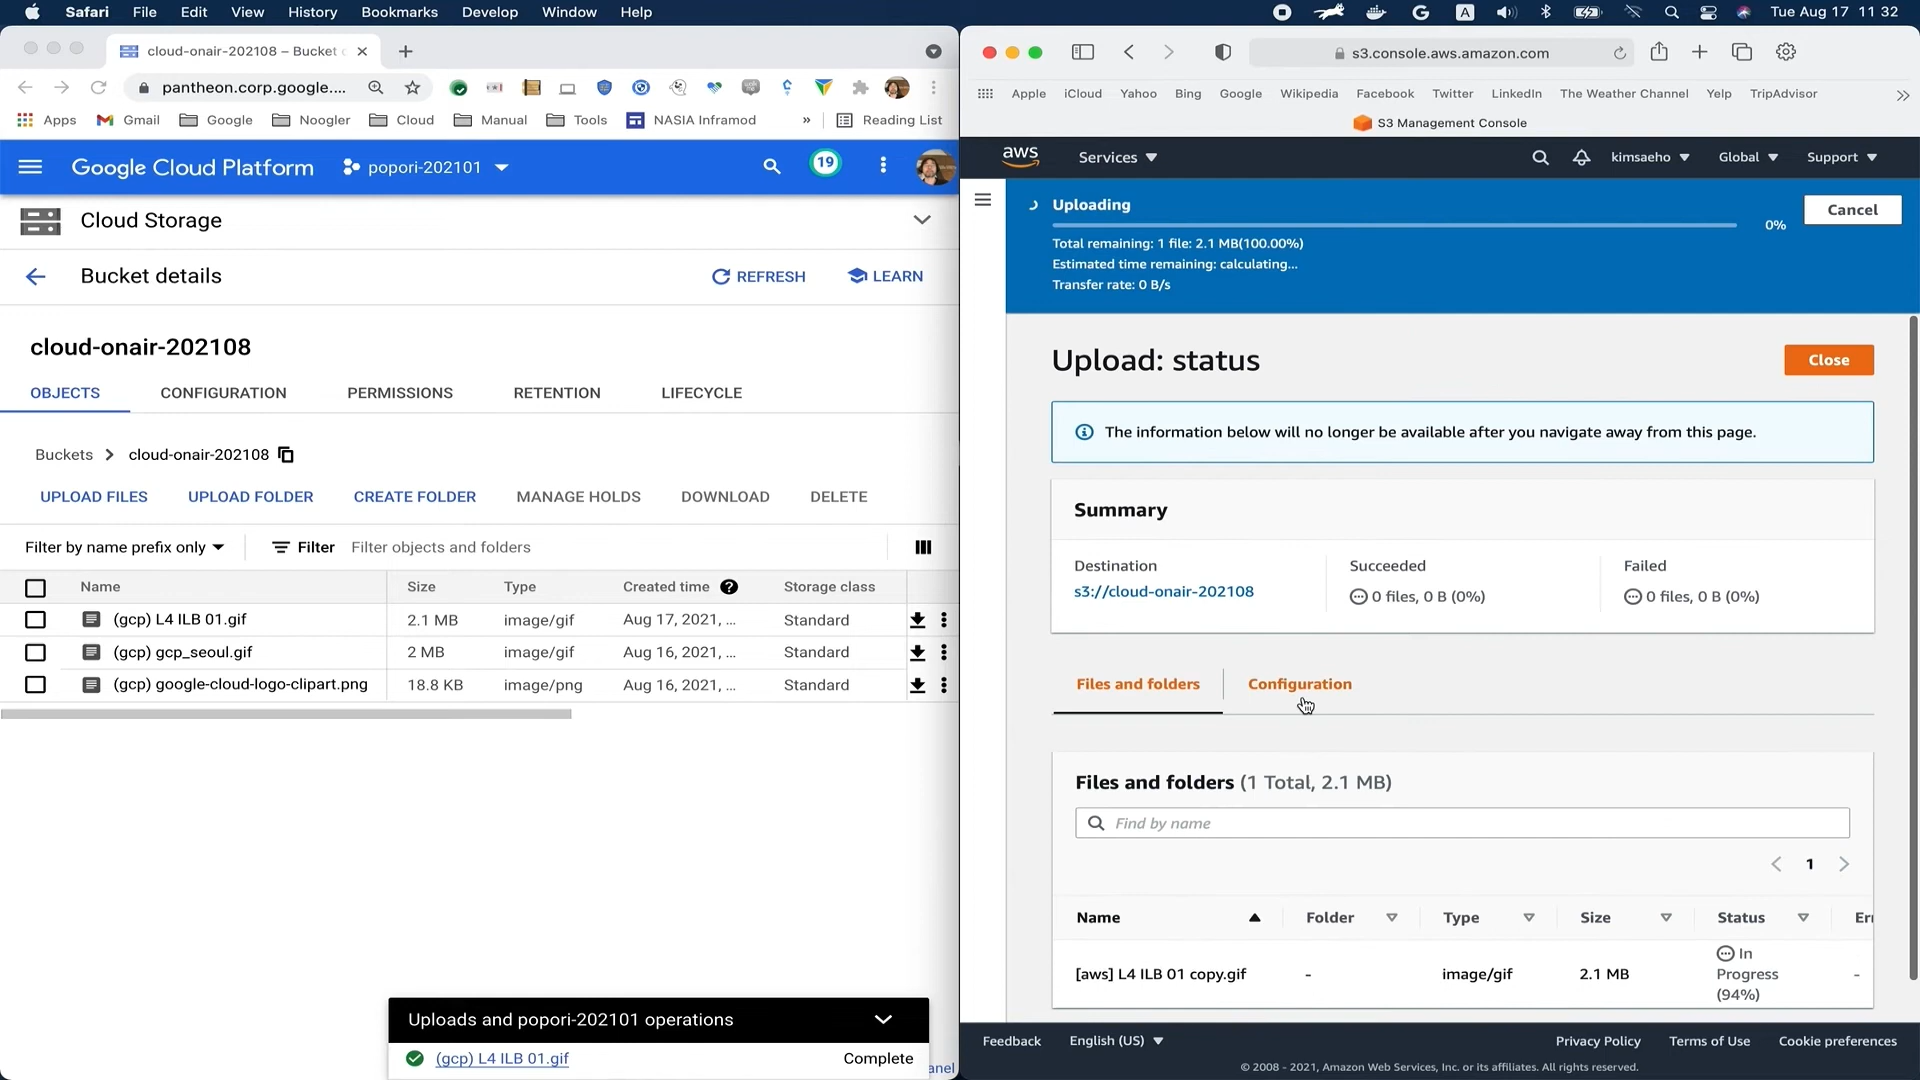 Safari File Edit View History Bookmarks Develop Window Help
G A Tue Aug 17 11 32
cloud-onair-202108 – Bucket
pantheon.corp.google....
Apps Gmail Google Noogler Cloud Manual Tools NASIA Inframod » Reading List
Google Cloud Platform popori-202101 19
Cloud Storage
Bucket details REFRESH LEARN
cloud-onair-202108
OBJECTS CONFIGURATION PERMISSIONS RETENTION LIFECYCLE
Buckets cloud-onair-202108
UPLOAD FILES UPLOAD FOLDER CREATE FOLDER MANAGE HOLDS DOWNLOAD DELETE
Filter by name prefix only Filter Filter objects and folders
Name Size Type Created time ? Storage class
(gcp) L4 ILB 01.gif 2.1 MB image/gif Aug 17, 2021, ... Standard
(gcp) gcp_seoul.gif 2 MB image/gif Aug 16, 2021, ... Standard
(gcp) google-cloud-logo-clipart.png 18.8 KB image/png Aug 16, 2021, ... Standard
Uploads and popori-202101 operations
(gcp) L4 ILB 01.gif Complete
anel
s3.console.aws.amazon.com
Apple iCloud Yahoo Bing Google Wikipedia Facebook Twitter LinkedIn The Weather Channel Yelp TripAdvisor
S3 Management Console
aws Services kimsaeho Global Support
Uploading Cancel
0%
Total remaining: 1 file: 2.1 MB(100.00%)
Estimated time remaining: calculating...
Transfer rate: 0 B/s
Upload: status Close
The information below will no longer be available after you navigate away from this page.
Summary
Destination Succeeded Failed
s3://cloud-onair-202108 0 files, 0 B (0%) 0 files, 0 B (0%)
Files and folders Configuration
Files and folders (1 Total, 2.1 MB)
Find by name
1
Name Folder Type Size Status Err
[aws] L4 ILB 01 copy.gif - image/gif 2.1 MB In Progress (94%) -
Feedback English (US) Privacy Policy Terms of Use Cookie preferences
© 2008 - 2021, Amazon Web Services, Inc. or its affiliates. All rights reserved.